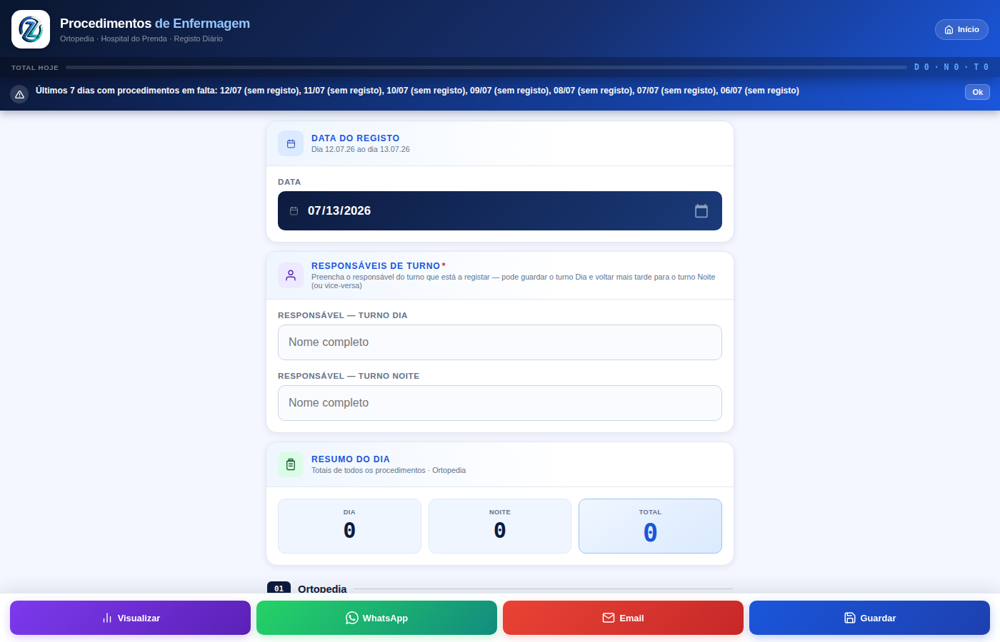 Procedimentos de Enfermagem
Ortopedia · Hospital do Prenda · Registo Diário
Início
TOTAL HOJE
D 0 · N 0 · T 0
Últimos 7 dias com procedimentos em falta: 12/07 (sem registo), 11/07 (sem registo), 10/07 (sem registo), 09/07 (sem registo), 08/07 (sem registo), 07/07 (sem registo), 06/07 (sem registo)
Ok
DATA DO REGISTO
Dia 12.07.26 ao dia 13.07.26
DATA
07/13/2026
RESPONSÁVEIS DE TURNO *
Preencha o responsável do turno que está a registar — pode guardar o turno Dia e voltar mais tarde para o turno Noite
(ou vice-versa)
RESPONSÁVEL — TURNO DIA
Nome completo
RESPONSÁVEL — TURNO NOITE
Nome completo
RESUMO DO DIA
Totais de todos os procedimentos · Ortopedia
DIA
0
NOITE
0
TOTAL
0
01 Ortopedia
Visualizar
WhatsApp
Email
Guardar